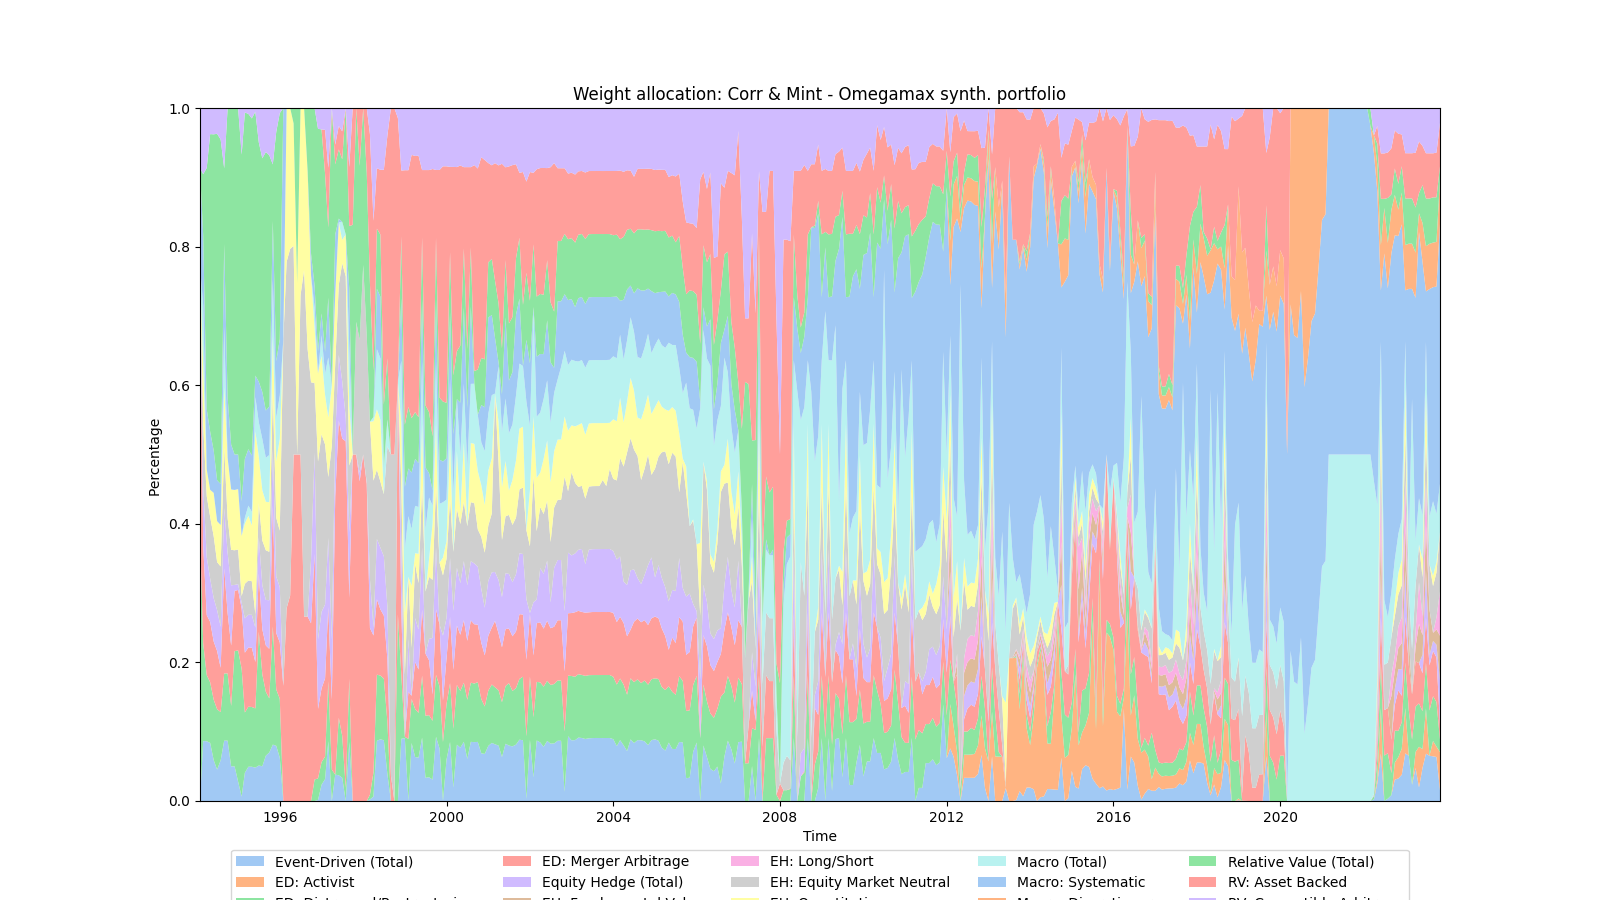 Weight allocation: Corr & Mint - Omegamax synth. portfolio
1.0
0.8
0.6
0.4
0.2
0.0
Percentage
1996 2000 2004 2008 2012 2016 2020
Time
Event-Driven (Total) ED: Merger Arbitrage EH: Long/Short Macro (Total) Relative Value (Total)
ED: Activist Equity Hedge (Total) EH: Equity Market Neutral Macro: Systematic RV: Asset Backed